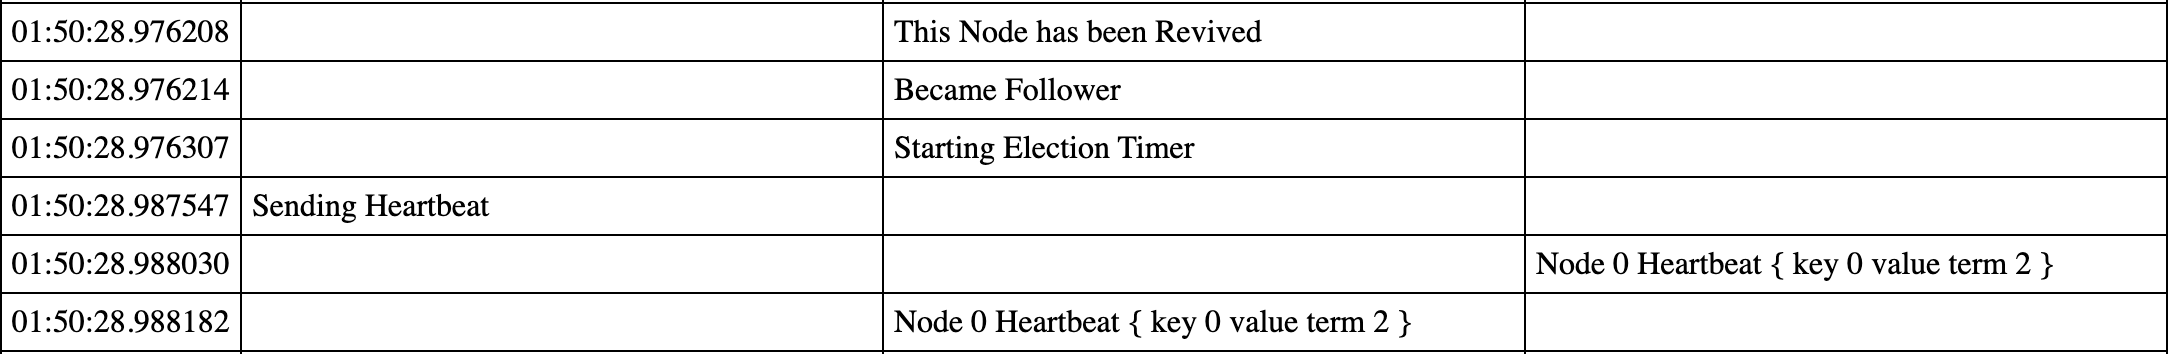 01:50:28.976208 This Node has been Revived
01:50:28.976214 Became Follower
01:50:28.976307 Starting Election Timer
01:50:28.987547 Sending Heartbeat
01:50:28.988030 Node 0 Heartbeat { key 0 value term 2 }
01:50:28.988182 Node 0 Heartbeat { key 0 value term 2 }